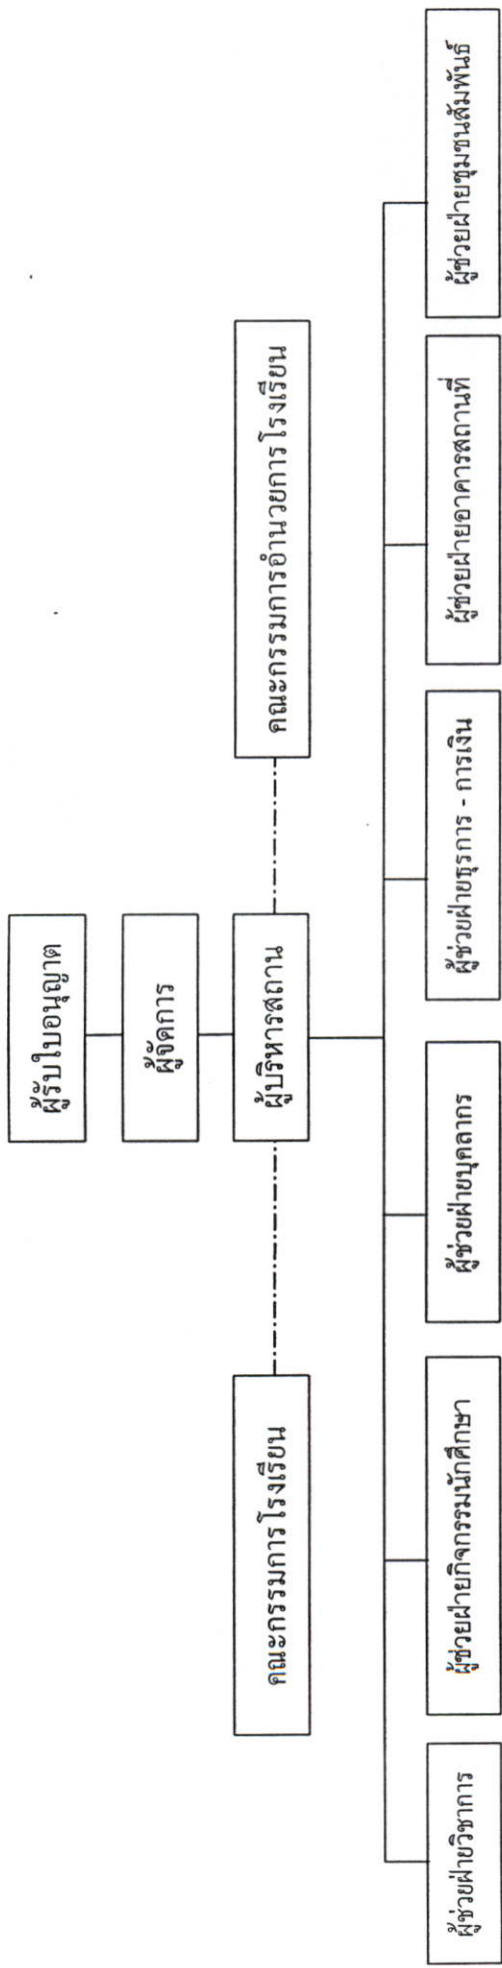 ผู้รับใบอนุญาต
ผู้จัดการ
คณะกรรมการโรงเรียน
ผู้บริหารสถาน
คณะกรรมการอำนวยการโรงเรียน
ผู้ช่วยฝ่ายวิชาการ
ผู้ช่วยฝ่ายกิจกรรมนักศึกษา
ผู้ช่วยฝ่ายบุคลากร
ผู้ช่วยฝ่ายธุรการ - การเงิน
ผู้ช่วยฝ่ายอาคารสถานที่
ผู้ช่วยฝ่ายชุมชนสัมพันธ์